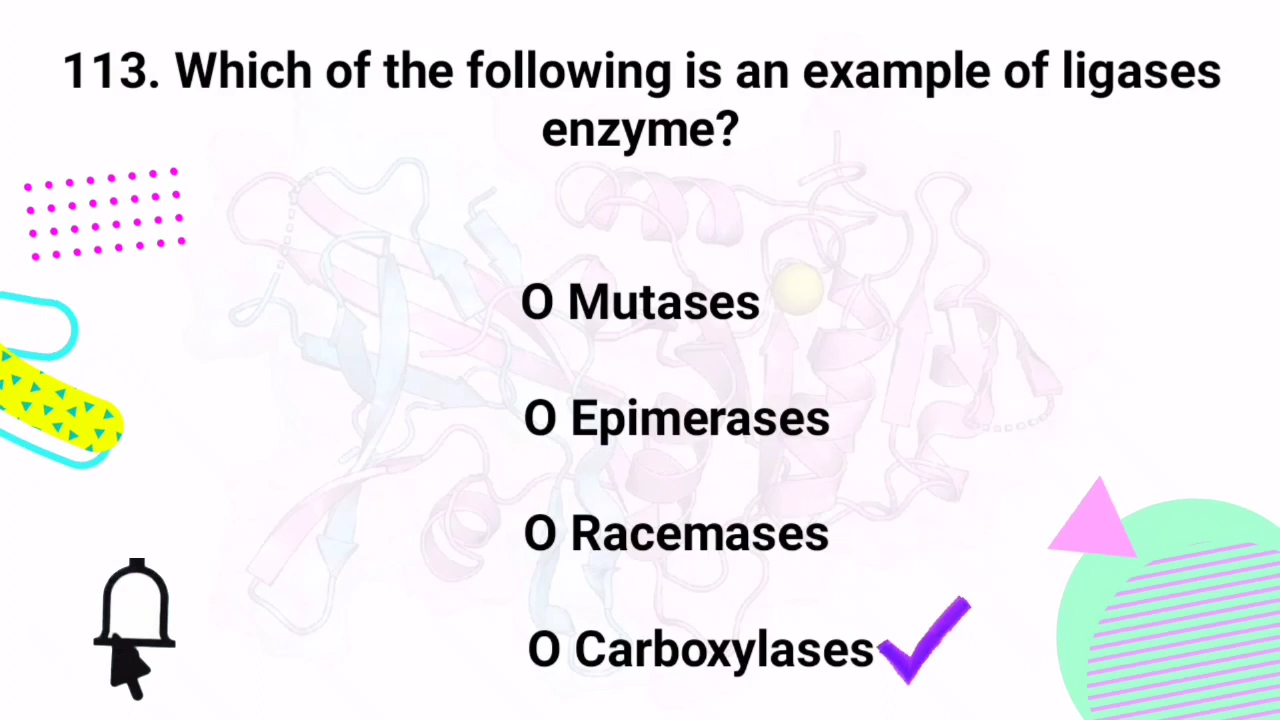 113. Which of the following is an example of ligases
enzyme?
O Mutases
O Epimerases
O Racemases
O Carboxylases